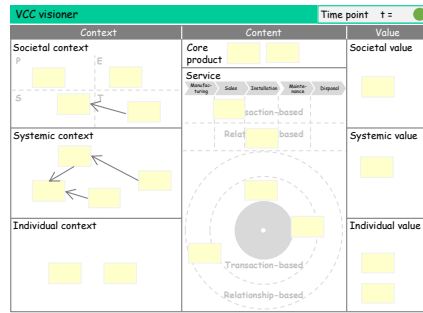 VCC visioner
Time point t =
Context
Content
Value
Societal context
P
E
S
T
Core product
Service
Manufac-turing
Sales
Installation
Mainte-nance
Disposal
saction-based
Relat based
Societal value
Systemic context
Systemic value
Individual context
Transaction-based
Relationship-based
Individual value